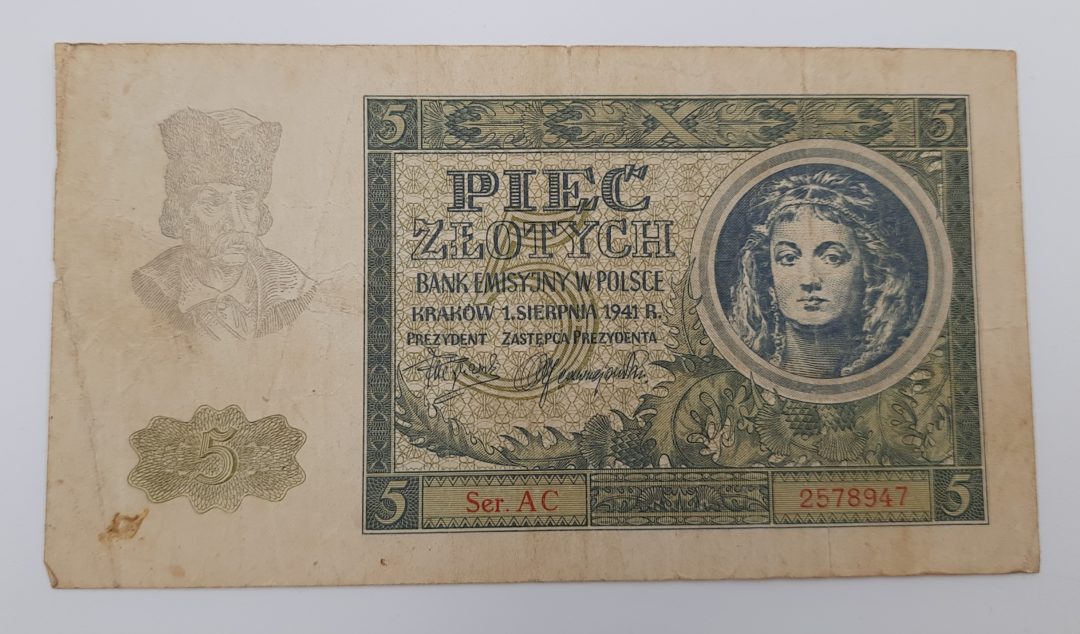 5 5
PIĘĆ
ZŁOTYCH
BANK EMISYJNY W POLSCE
KRAKÓW 1. SIERPNIA 1941 R.
PREZYDENT ZASTĘPCA PREZYDENTA
5
5 Ser. AC 2578947 5